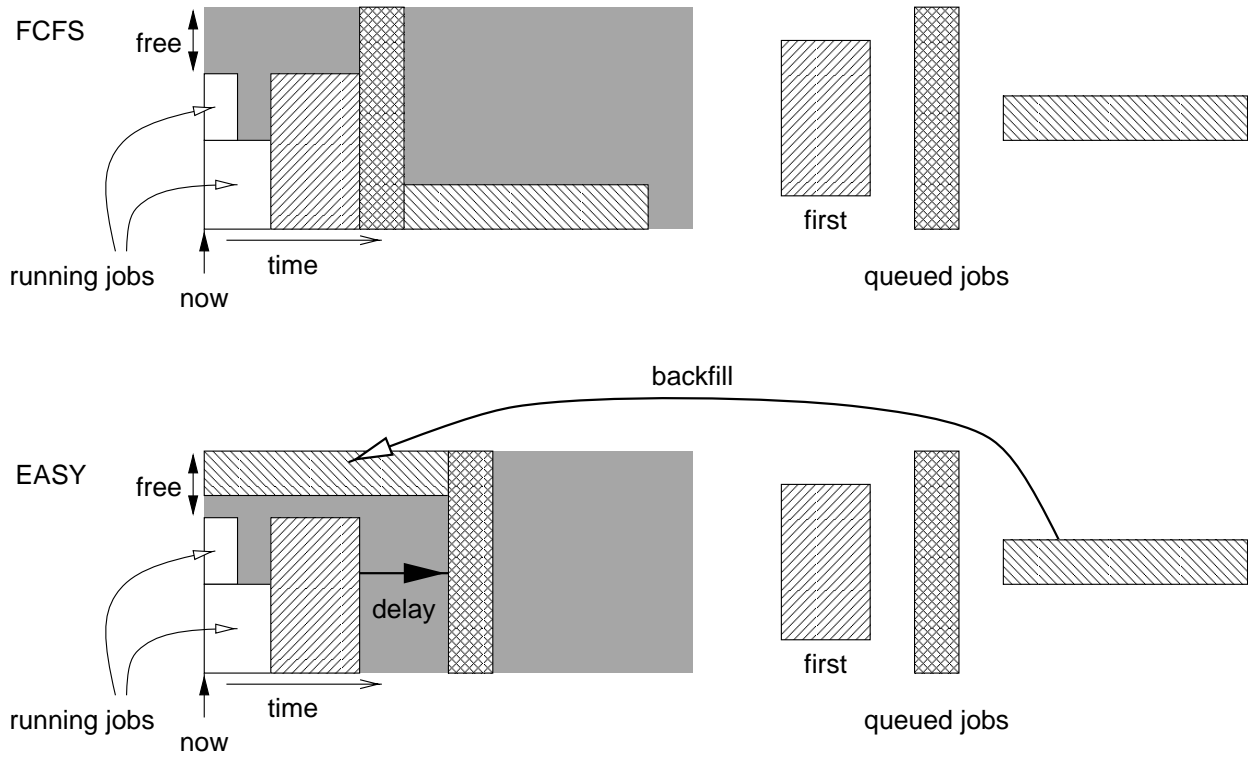 FCFS
free
first
running jobs
time
queued jobs
now
backfill
EASY
free
delay
first
running jobs
time
queued jobs
now